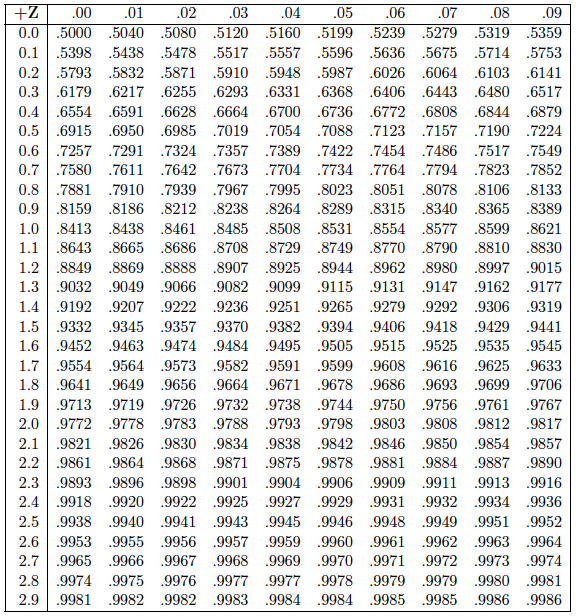 +Z .00 .01 .02 .03 .04 .05 .06 .07 .08 .09
0.0 .5000 .5040 .5080 .5120 .5160 .5199 .5239 .5279 .5319 .5359
0.1 .5398 .5438 .5478 .5517 .5557 .5596 .5636 .5675 .5714 .5753
0.2 .5793 .5832 .5871 .5910 .5948 .5987 .6026 .6064 .6103 .6141
0.3 .6179 .6217 .6255 .6293 .6331 .6368 .6406 .6443 .6480 .6517
0.4 .6554 .6591 .6628 .6664 .6700 .6736 .6772 .6808 .6844 .6879
0.5 .6915 .6950 .6985 .7019 .7054 .7088 .7123 .7157 .7190 .7224
0.6 .7257 .7291 .7324 .7357 .7389 .7422 .7454 .7486 .7517 .7549
0.7 .7580 .7611 .7642 .7673 .7704 .7734 .7764 .7794 .7823 .7852
0.8 .7881 .7910 .7939 .7967 .7995 .8023 .8051 .8078 .8106 .8133
0.9 .8159 .8186 .8212 .8238 .8264 .8289 .8315 .8340 .8365 .8389
1.0 .8413 .8438 .8461 .8485 .8508 .8531 .8554 .8577 .8599 .8621
1.1 .8643 .8665 .8686 .8708 .8729 .8749 .8770 .8790 .8810 .8830
1.2 .8849 .8869 .8888 .8907 .8925 .8944 .8962 .8980 .8997 .9015
1.3 .9032 .9049 .9066 .9082 .9099 .9115 .9131 .9147 .9162 .9177
1.4 .9192 .9207 .9222 .9236 .9251 .9265 .9279 .9292 .9306 .9319
1.5 .9332 .9345 .9357 .9370 .9382 .9394 .9406 .9418 .9429 .9441
1.6 .9452 .9463 .9474 .9484 .9495 .9505 .9515 .9525 .9535 .9545
1.7 .9554 .9564 .9573 .9582 .9591 .9599 .9608 .9616 .9625 .9633
1.8 .9641 .9649 .9656 .9664 .9671 .9678 .9686 .9693 .9699 .9706
1.9 .9713 .9719 .9726 .9732 .9738 .9744 .9750 .9756 .9761 .9767
2.0 .9772 .9778 .9783 .9788 .9793 .9798 .9803 .9808 .9812 .9817
2.1 .9821 .9826 .9830 .9834 .9838 .9842 .9846 .9850 .9854 .9857
2.2 .9861 .9864 .9868 .9871 .9875 .9878 .9881 .9884 .9887 .9890
2.3 .9893 .9896 .9898 .9901 .9904 .9906 .9909 .9911 .9913 .9916
2.4 .9918 .9920 .9922 .9925 .9927 .9929 .9931 .9932 .9934 .9936
2.5 .9938 .9940 .9941 .9943 .9945 .9946 .9948 .9949 .9951 .9952
2.6 .9953 .9955 .9956 .9957 .9959 .9960 .9961 .9962 .9963 .9964
2.7 .9965 .9966 .9967 .9968 .9969 .9970 .9971 .9972 .9973 .9974
2.8 .9974 .9975 .9976 .9977 .9977 .9978 .9979 .9979 .9980 .9981
2.9 .9981 .9982 .9982 .9983 .9984 .9984 .9985 .9985 .9986 .9986